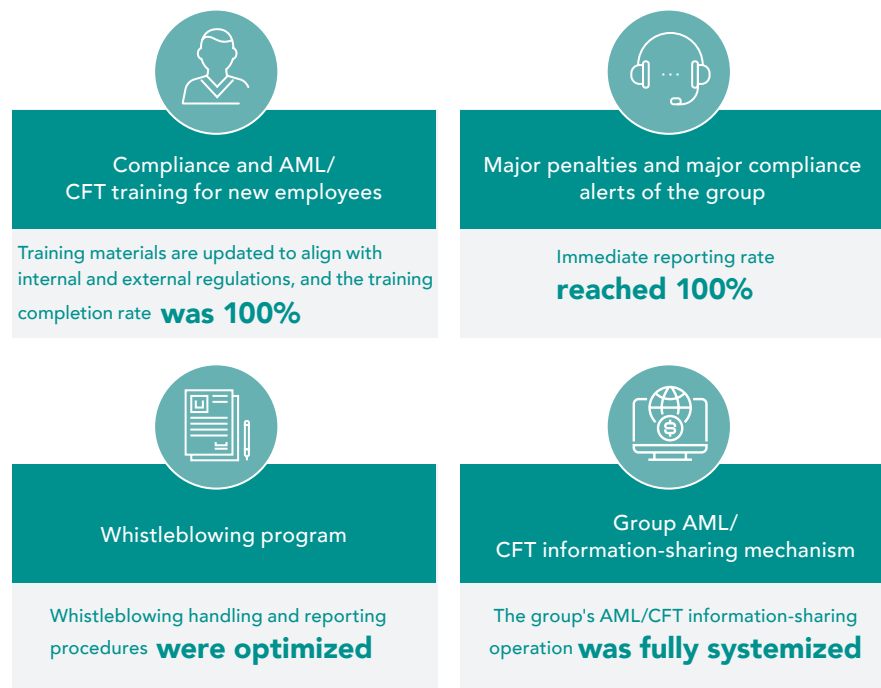 Compliance and AML/
CFT training for new employees
Training materials are updated to align with
internal and external regulations, and the training
completion rate was 100%
Major penalties and major compliance
alerts of the group
Immediate reporting rate
reached 100%
Whistleblowing program
Whistleblowing handling and reporting
procedures were optimized
Group AML/
CFT information-sharing mechanism
The group's AML/CFT information-sharing
operation was fully systemized